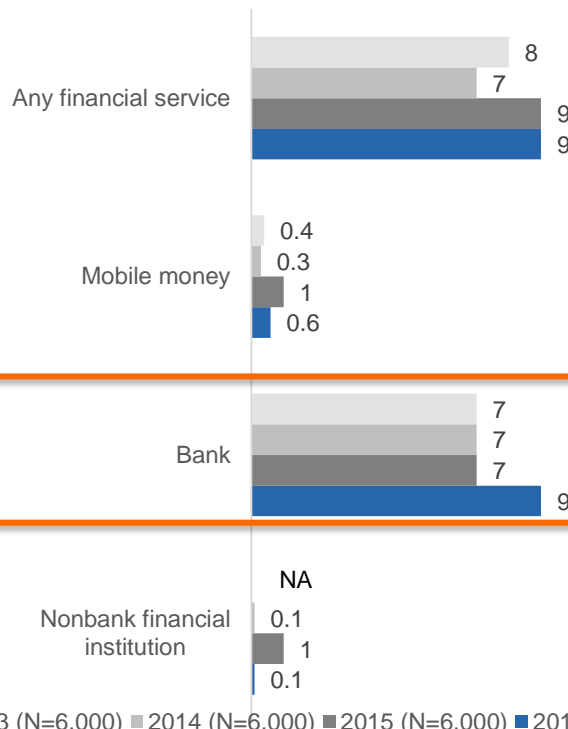 8
Any financial service
7
9
9
0.4
0.3
Mobile money
1
0.6
7
7
Bank
7
9
NA
0.1
Nonbank financial
institution
1
0.1
3 (N=6,000) 2014 (N=6,000) 2015 (N=6,000) 201